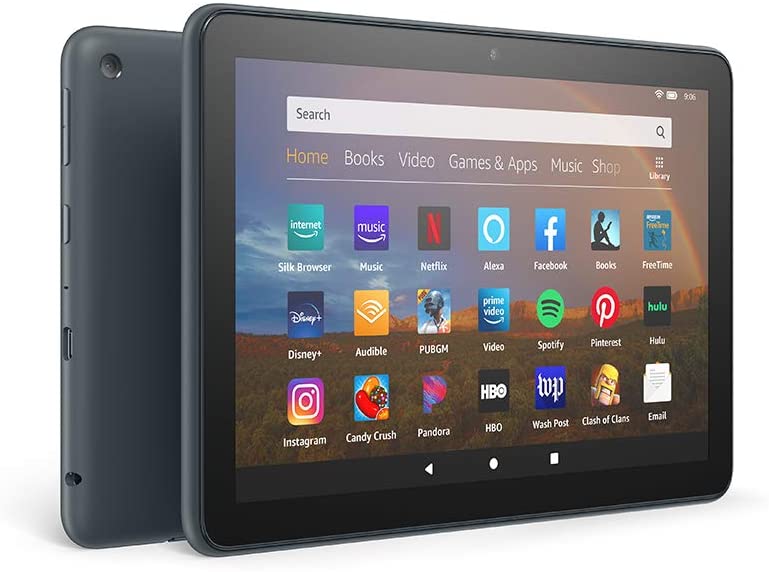 9:06
Search
Home Books Video Games & Apps Music Shop Library
internet music amazon FreeTime
Silk Browser Music Netflix Alexa Facebook Books FreeTime
Disney+ prime video hulu
Disney+ Audible PUBGM Video Spotify Pinterest Hulu
HBO wp
Instagram Candy Crush Pandora HBO Wash Post Clash of Clans Email